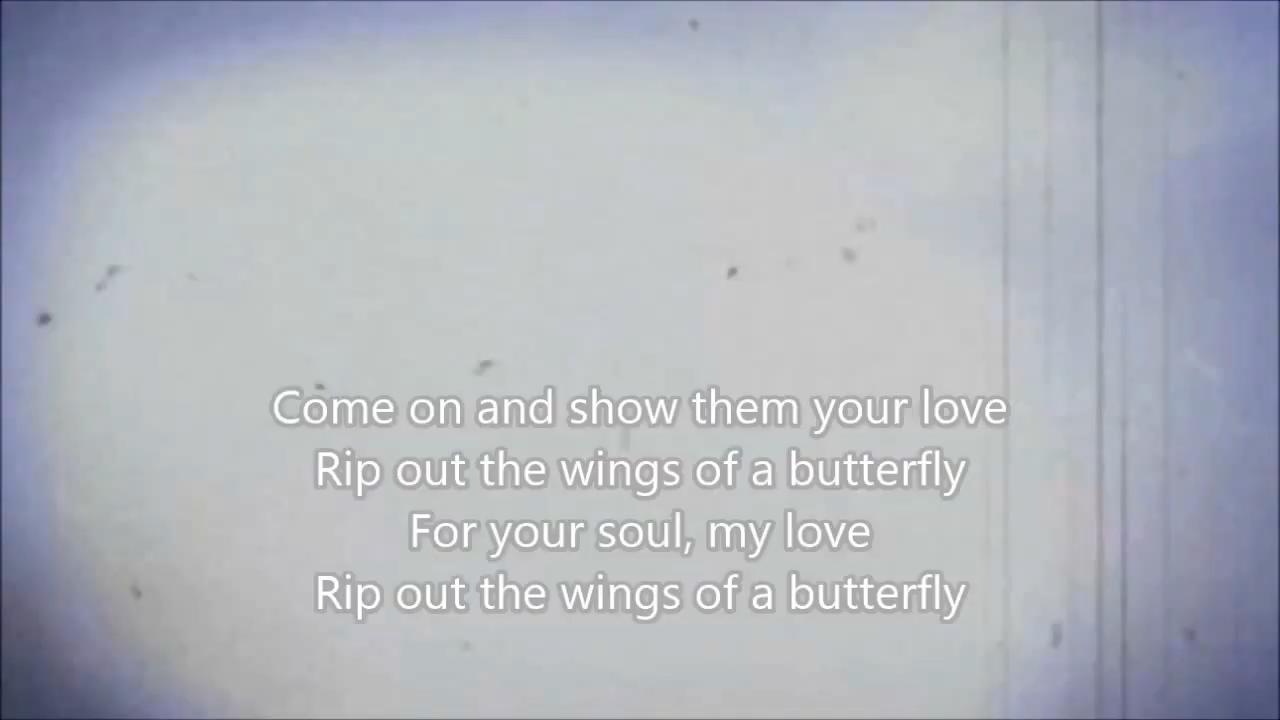 Come on and show them your love
Rip out the wings of a butterfly
For your soul, my love
Rip out the wings of a butterfly